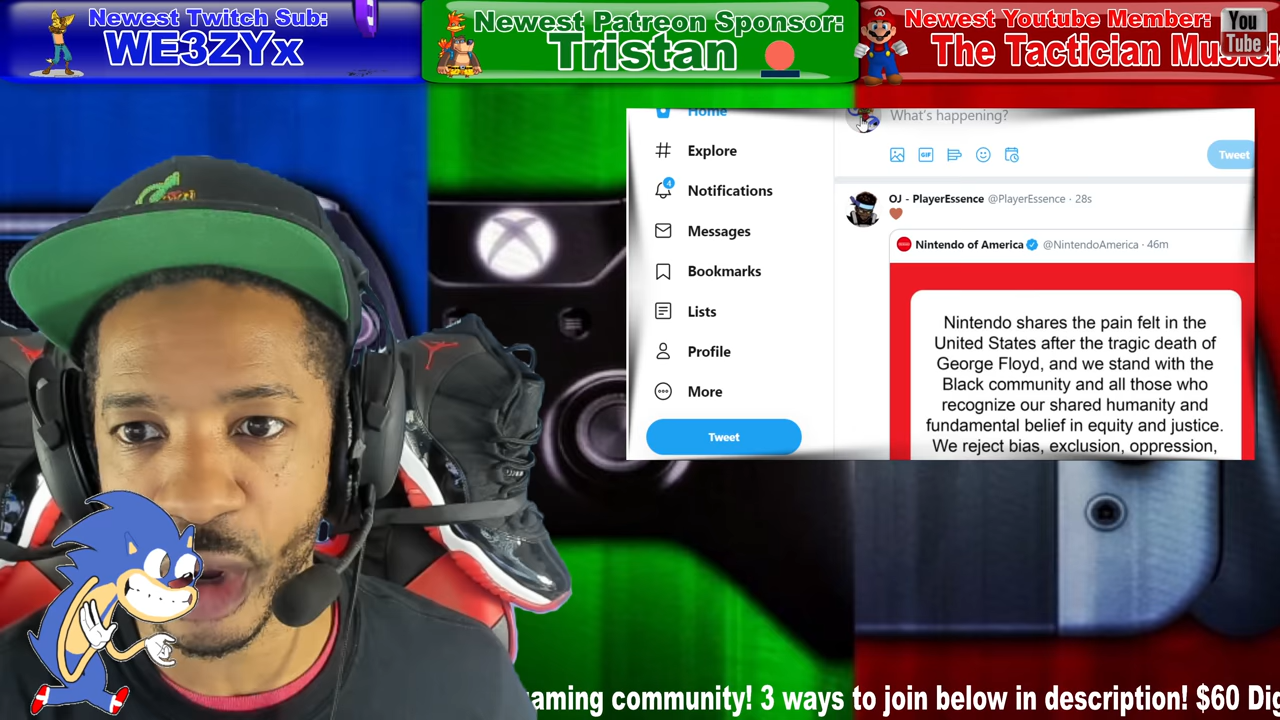 Newest Twitch Sub:
WE3ZYx
Newest Patreon Sponsor:
Tristan
Newest Youtube Member:
The Tactician
You
Tube
Home
Explore
Notifications
4
Messages
Bookmarks
Lists
Profile
More
Tweet
What's happening?
GIF
Tweet
OJ - PlayerEssence @PlayerEssence · 28s
Nintendo of America @NintendoAmerica · 46m
Nintendo shares the pain felt in the
United States after the tragic death of
George Floyd, and we stand with the
Black community and all those who
recognize our shared humanity and
fundamental belief in equity and justice.
We reject bias, exclusion, oppression,
aming community! 3 ways to join below in description! $60 Dig